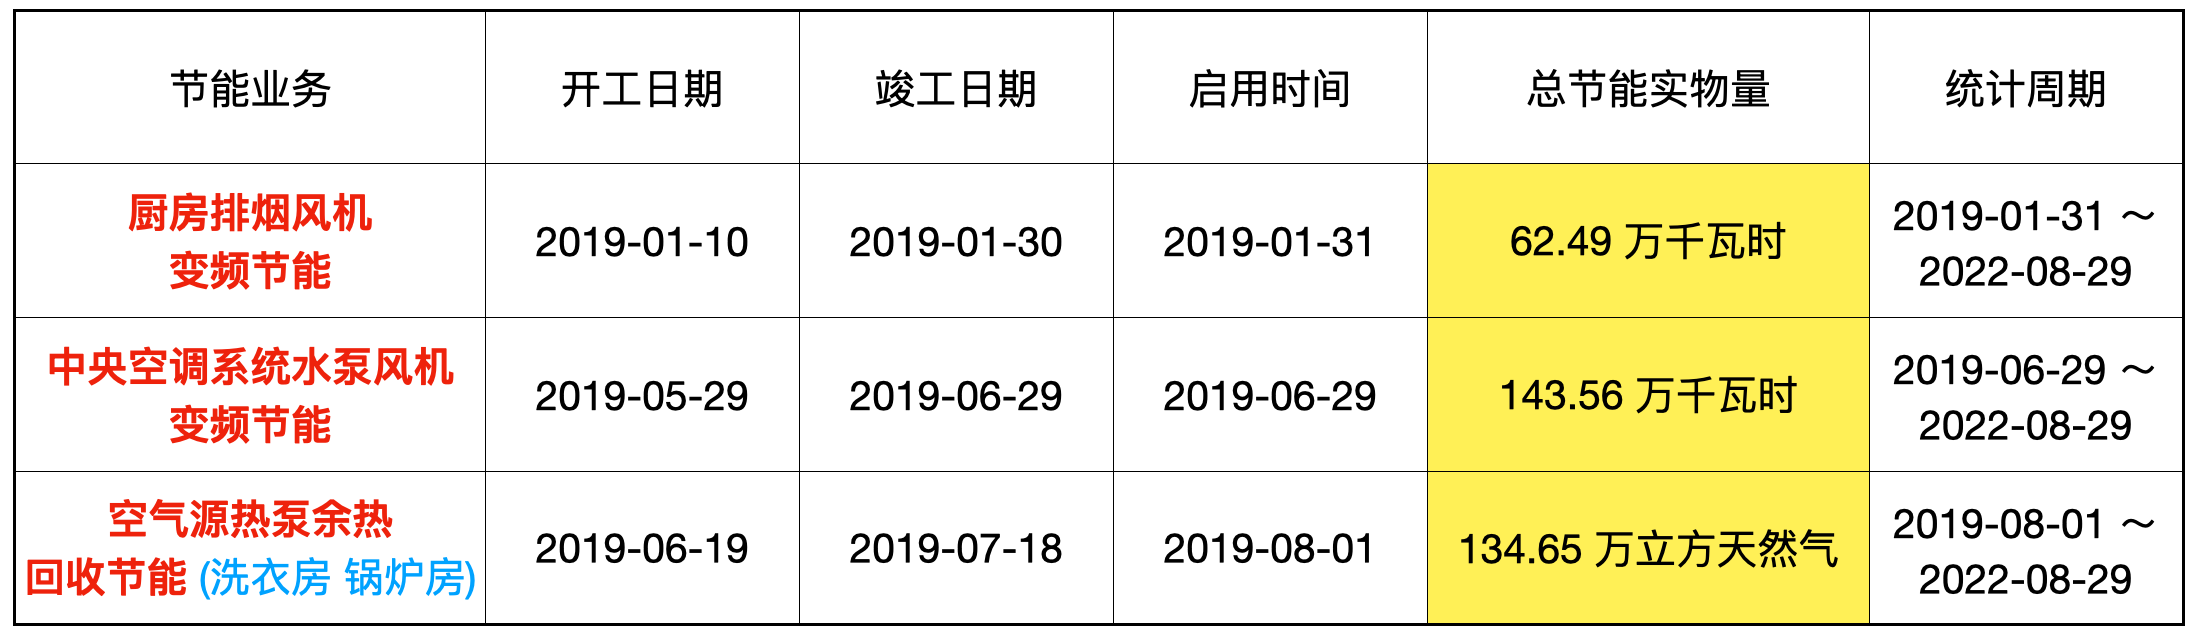 节能业务 开工日期 竣工日期 启用时间 总节能实物量 统计周期
厨房排烟风机
变频节能
2019-01-10
2019-01-30
2019-01-31
62.49 万千瓦时
2019-01-31 ～
2022-08-29
中央空调系统水泵风机
变频节能
2019-05-29
2019-06-29
2019-06-29
143.56 万千瓦时
2019-06-29 ～
2022-08-29
空气源热泵余热
回收节能 (洗衣房 锅炉房)
2019-06-19
2019-07-18
2019-08-01
134.65 万立方天然气
2019-08-01 ～
2022-08-29